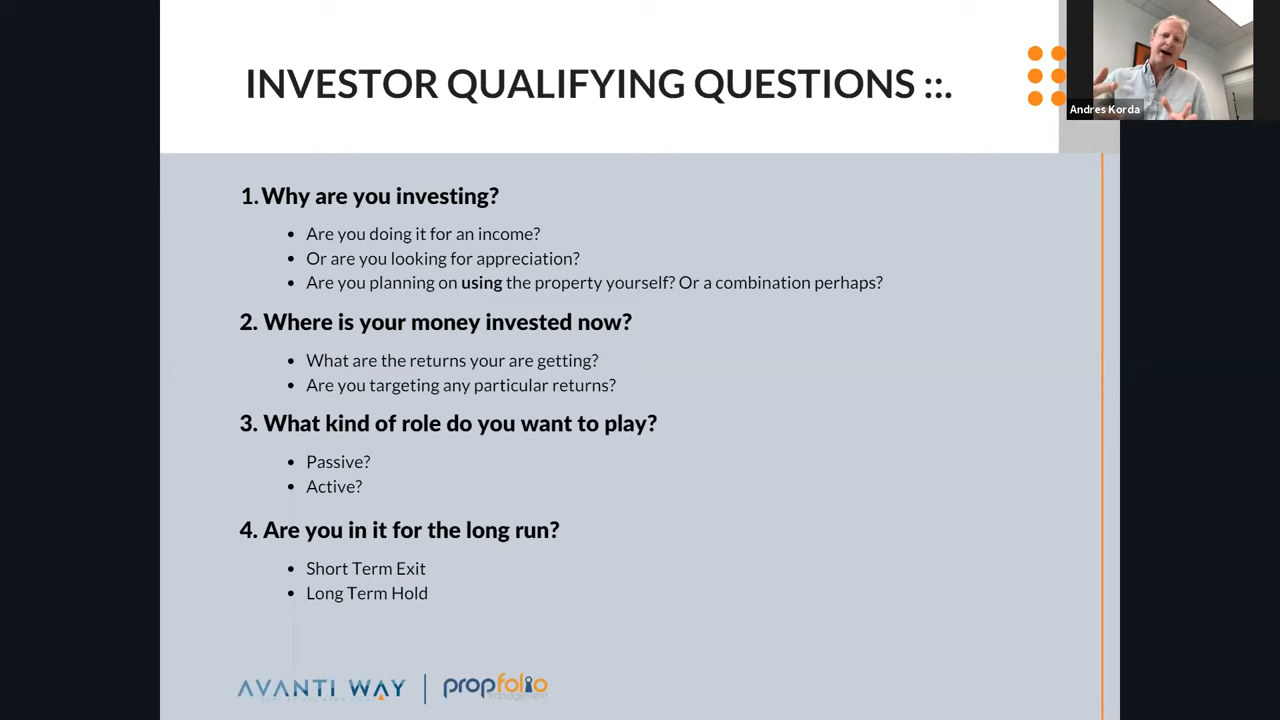 INVESTOR QUALIFYING QUESTIONS ::.
Andres Korda
1. Why are you investing?
• Are you doing it for an income?
• Or are you looking for appreciation?
• Are you planning on using the property yourself? Or a combination perhaps?
2. Where is your money invested now?
• What are the returns your are getting?
• Are you targeting any particular returns?
3. What kind of role do you want to play?
• Passive?
• Active?
4. Are you in it for the long run?
• Short Term Exit
• Long Term Hold
AVANTI WAY | propfolio
management